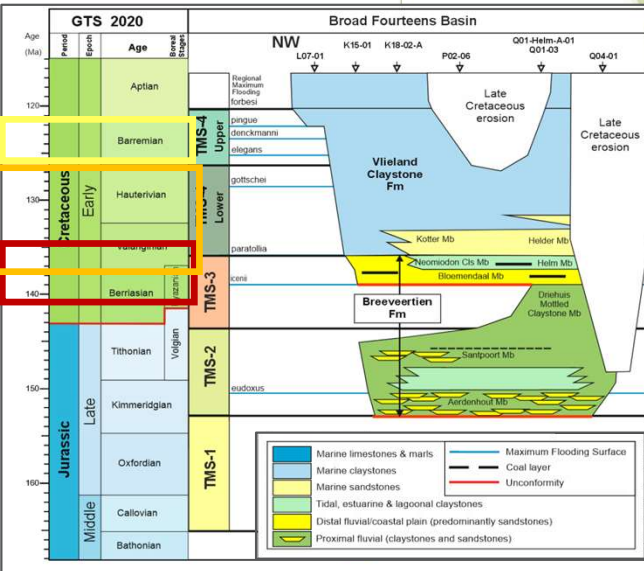 GTS 2020
Broad Fourteens Basin
Age
(Ma)
Period
Epoch
Age
Boreal
Stages
NW
L07-01
K15-01
K18-02-A
P02-06
Q01-Helm-A-01
Q01-03
Q04-01
120
130
140
150
160
Cretaceous
Jurassic
Early
Late
Middle
Aptian
Barremian
Hauterivian
Valanginian
Berriasian
Tithonian
Kimmeridgian
Oxfordian
Callovian
Bathonian
Volgian
Regional
Maximum
Flooding
forbesi
pingue
denckmanni
elegans
gottschei
paratollia
icenii
eudoxus
TMS-4
Upper
Lower
TMS-3
TMS-2
TMS-1
Late
Cretaceous
erosion
Late
Cretaceous
erosion
Vlieland
Claystone
Fm
Kotter Mb
Helder Mb
Neomiodon Cls Mb
Helm Mb
Bloemendaal Mb
Breeveertien
Fm
Driehuis
Mottled
Claystone Mb
Santpoort Mb
Aerdenhout Mb
Marine limestones & marls
Marine claystones
Marine sandstones
Tidal, estuarine & lagoonal claystones
Distal fluvial/coastal plain (predominantly sandstones)
Proximal fluvial (claystones and sandstones)
Maximum Flooding Surface
Coal layer
Unconformity